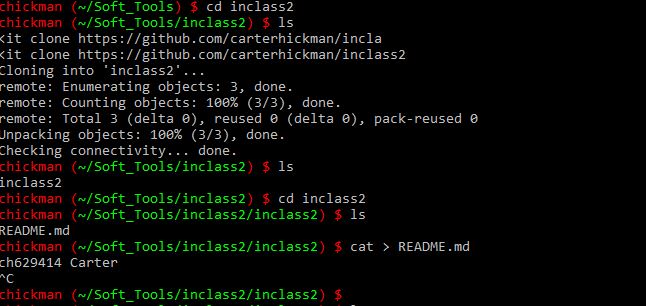 chickman (~/Soft_Tools) $ cd inclass2
chickman (~/Soft_Tools/inclass2) $ ls
<it clone https://github.com/carterhickman/incla
<it clone https://github.com/carterhickman/inclass2
Cloning into 'inclass2'...
remote: Enumerating objects: 3, done.
remote: Counting objects: 100% (3/3), done.
remote: Total 3 (delta 0), reused 0 (delta 0), pack-reused 0
Unpacking objects: 100% (3/3), done.
Checking connectivity... done.
chickman (~/Soft_Tools/inclass2) $ ls
inclass2
chickman (~/Soft_Tools/inclass2) $ cd inclass2
chickman (~/Soft_Tools/inclass2/inclass2) $ ls
README.md
chickman (~/Soft_Tools/inclass2/inclass2) $ cat > README.md
ch629414 Carter
^C
chickman (~/Soft_Tools/inclass2/inclass2) $